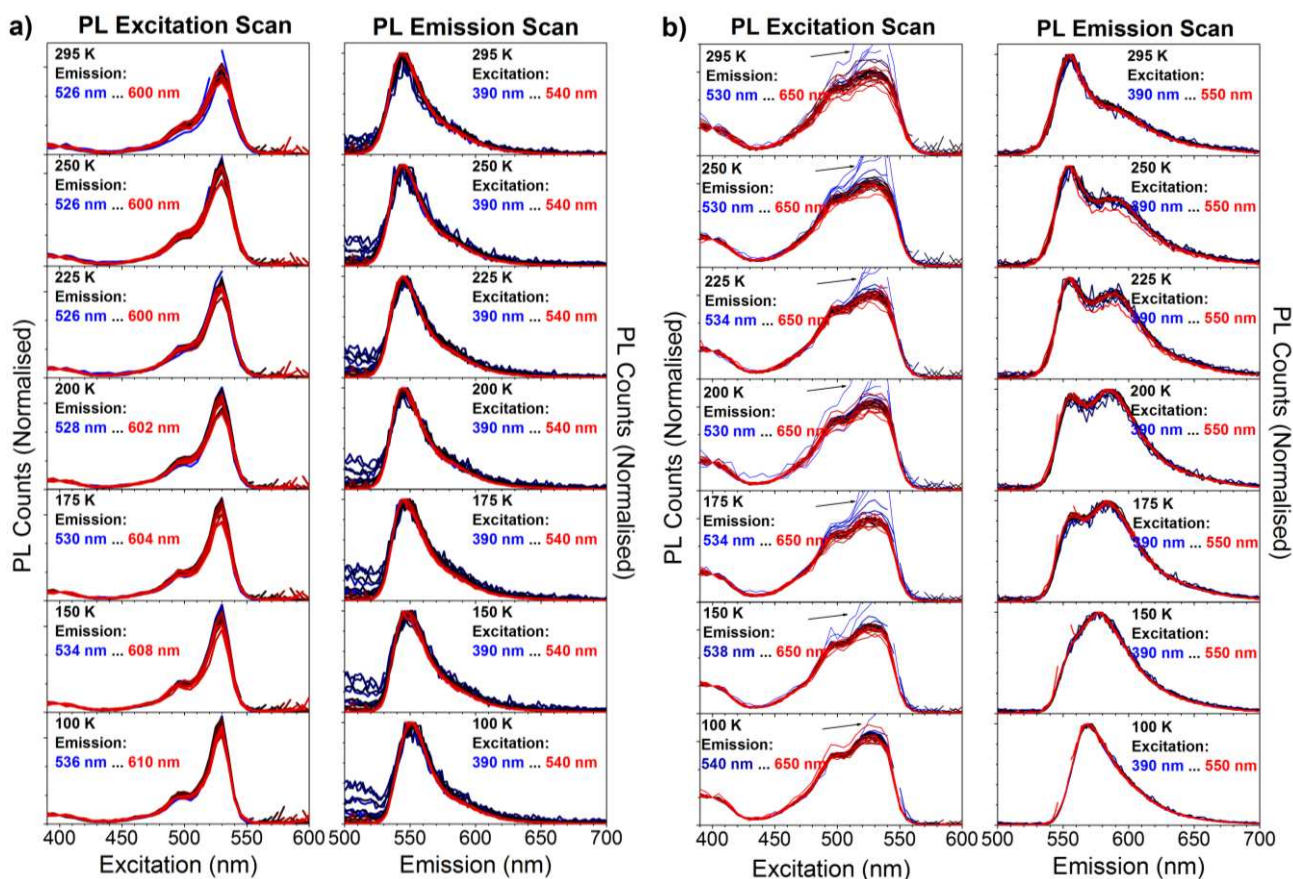 a)
PL Excitation Scan
PL Emission Scan
295 K
Emission:
526 nm ... 600 nm
295 K
Excitation:
390 nm ... 540 nm
250 K
Emission:
526 nm ... 600 nm
250 K
Excitation:
390 nm ... 540 nm
225 K
Emission:
526 nm ... 600 nm
225 K
Excitation:
390 nm ... 540 nm
200 K
Emission:
528 nm ... 602 nm
200 K
Excitation:
390 nm ... 540 nm
175 K
Emission:
530 nm ... 604 nm
175 K
Excitation:
390 nm ... 540 nm
150 K
Emission:
534 nm ... 608 nm
150 K
Excitation:
390 nm ... 540 nm
100 K
Emission:
536 nm ... 610 nm
100 K
Excitation:
390 nm ... 540 nm
PL Counts (Normalised)
PL Counts (Normalised)
400 450 500 550 600
500 550 600 650 700
Excitation (nm)
Emission (nm)
b)
PL Excitation Scan
PL Emission Scan
295 K
Emission:
530 nm ... 650 nm
295 K
Excitation:
390 nm ... 550 nm
250 K
Emission:
530 nm ... 650 nm
250 K
Excitation:
390 nm ... 550 nm
225 K
Emission:
534 nm ... 650 nm
225 K
Excitation:
390 nm ... 550 nm
200 K
Emission:
530 nm ... 650 nm
200 K
Excitation:
390 nm ... 550 nm
175 K
Emission:
534 nm ... 650 nm
175 K
Excitation:
390 nm ... 550 nm
150 K
Emission:
538 nm ... 650 nm
150 K
Excitation:
390 nm ... 550 nm
100 K
Emission:
540 nm ... 650 nm
100 K
Excitation:
390 nm ... 550 nm
PL Counts (Normalised)
PL Counts (Normalised)
400 450 500 550 600
500 550 600 650 700
Excitation (nm)
Emission (nm)